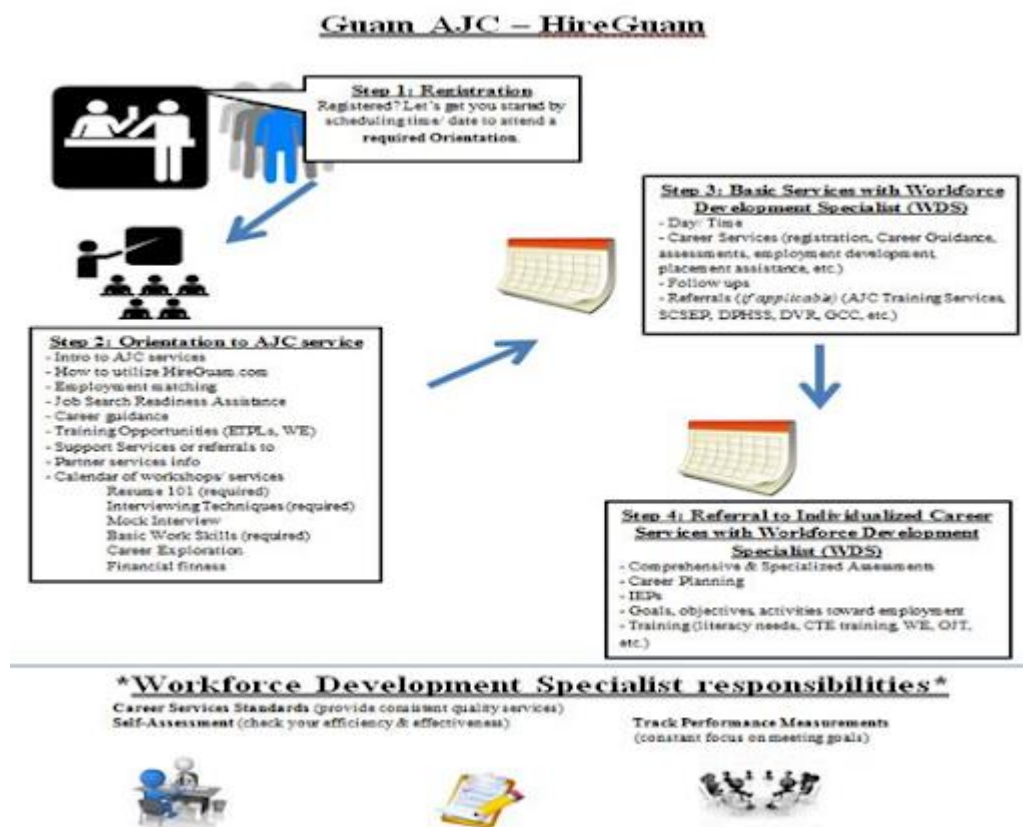 Guam AJC – HireGuam
Step 1: Registration
Registered? Let's get you started by
scheduling time/ date to attend a
required Orientation.
Step 2: Orientation to AJC service
- Intro to AJC services
- How to utilize HireGuam.com
- Employment matching
- Job Search Readiness Assistance
- Career guidance
- Training Opportunities (ETPLs, WE)
- Support Services or referrals to
- Partner services info
- Calendar of workshops/ services
Resume 101 (required)
Interviewing Techniques (required)
Mock Interview
Basic Work Skills (required)
Career Exploration
Financial fitness
Step 3: Basic Services with Workforce
Development Specialist (WDS)
- Day/ Time
- Career Services (registration, Career Guidance,
assessments, employment development,
placement assistance, etc.)
- Follow ups
- Referrals (if applicable) (AJC Training Services,
SCSEP, DPHSS, DVR, GCC, etc.)
Step 4: Referral to Individualized Career
Services with Workforce Development
Specialist (WDS)
- Comprehensive & Specialized Assessments
- Career Planning
- IEPs
- Goals, objectives, activities toward employment
- Training (literacy needs, CTE training, WE, OJT,
etc.)
*Workforce Development Specialist responsibilities*
Career Services Standards (provide consistent quality services)
Self-Assessment (check your efficiency & effectiveness)
Track Performance Measurements
(constant focus on meeting goals)